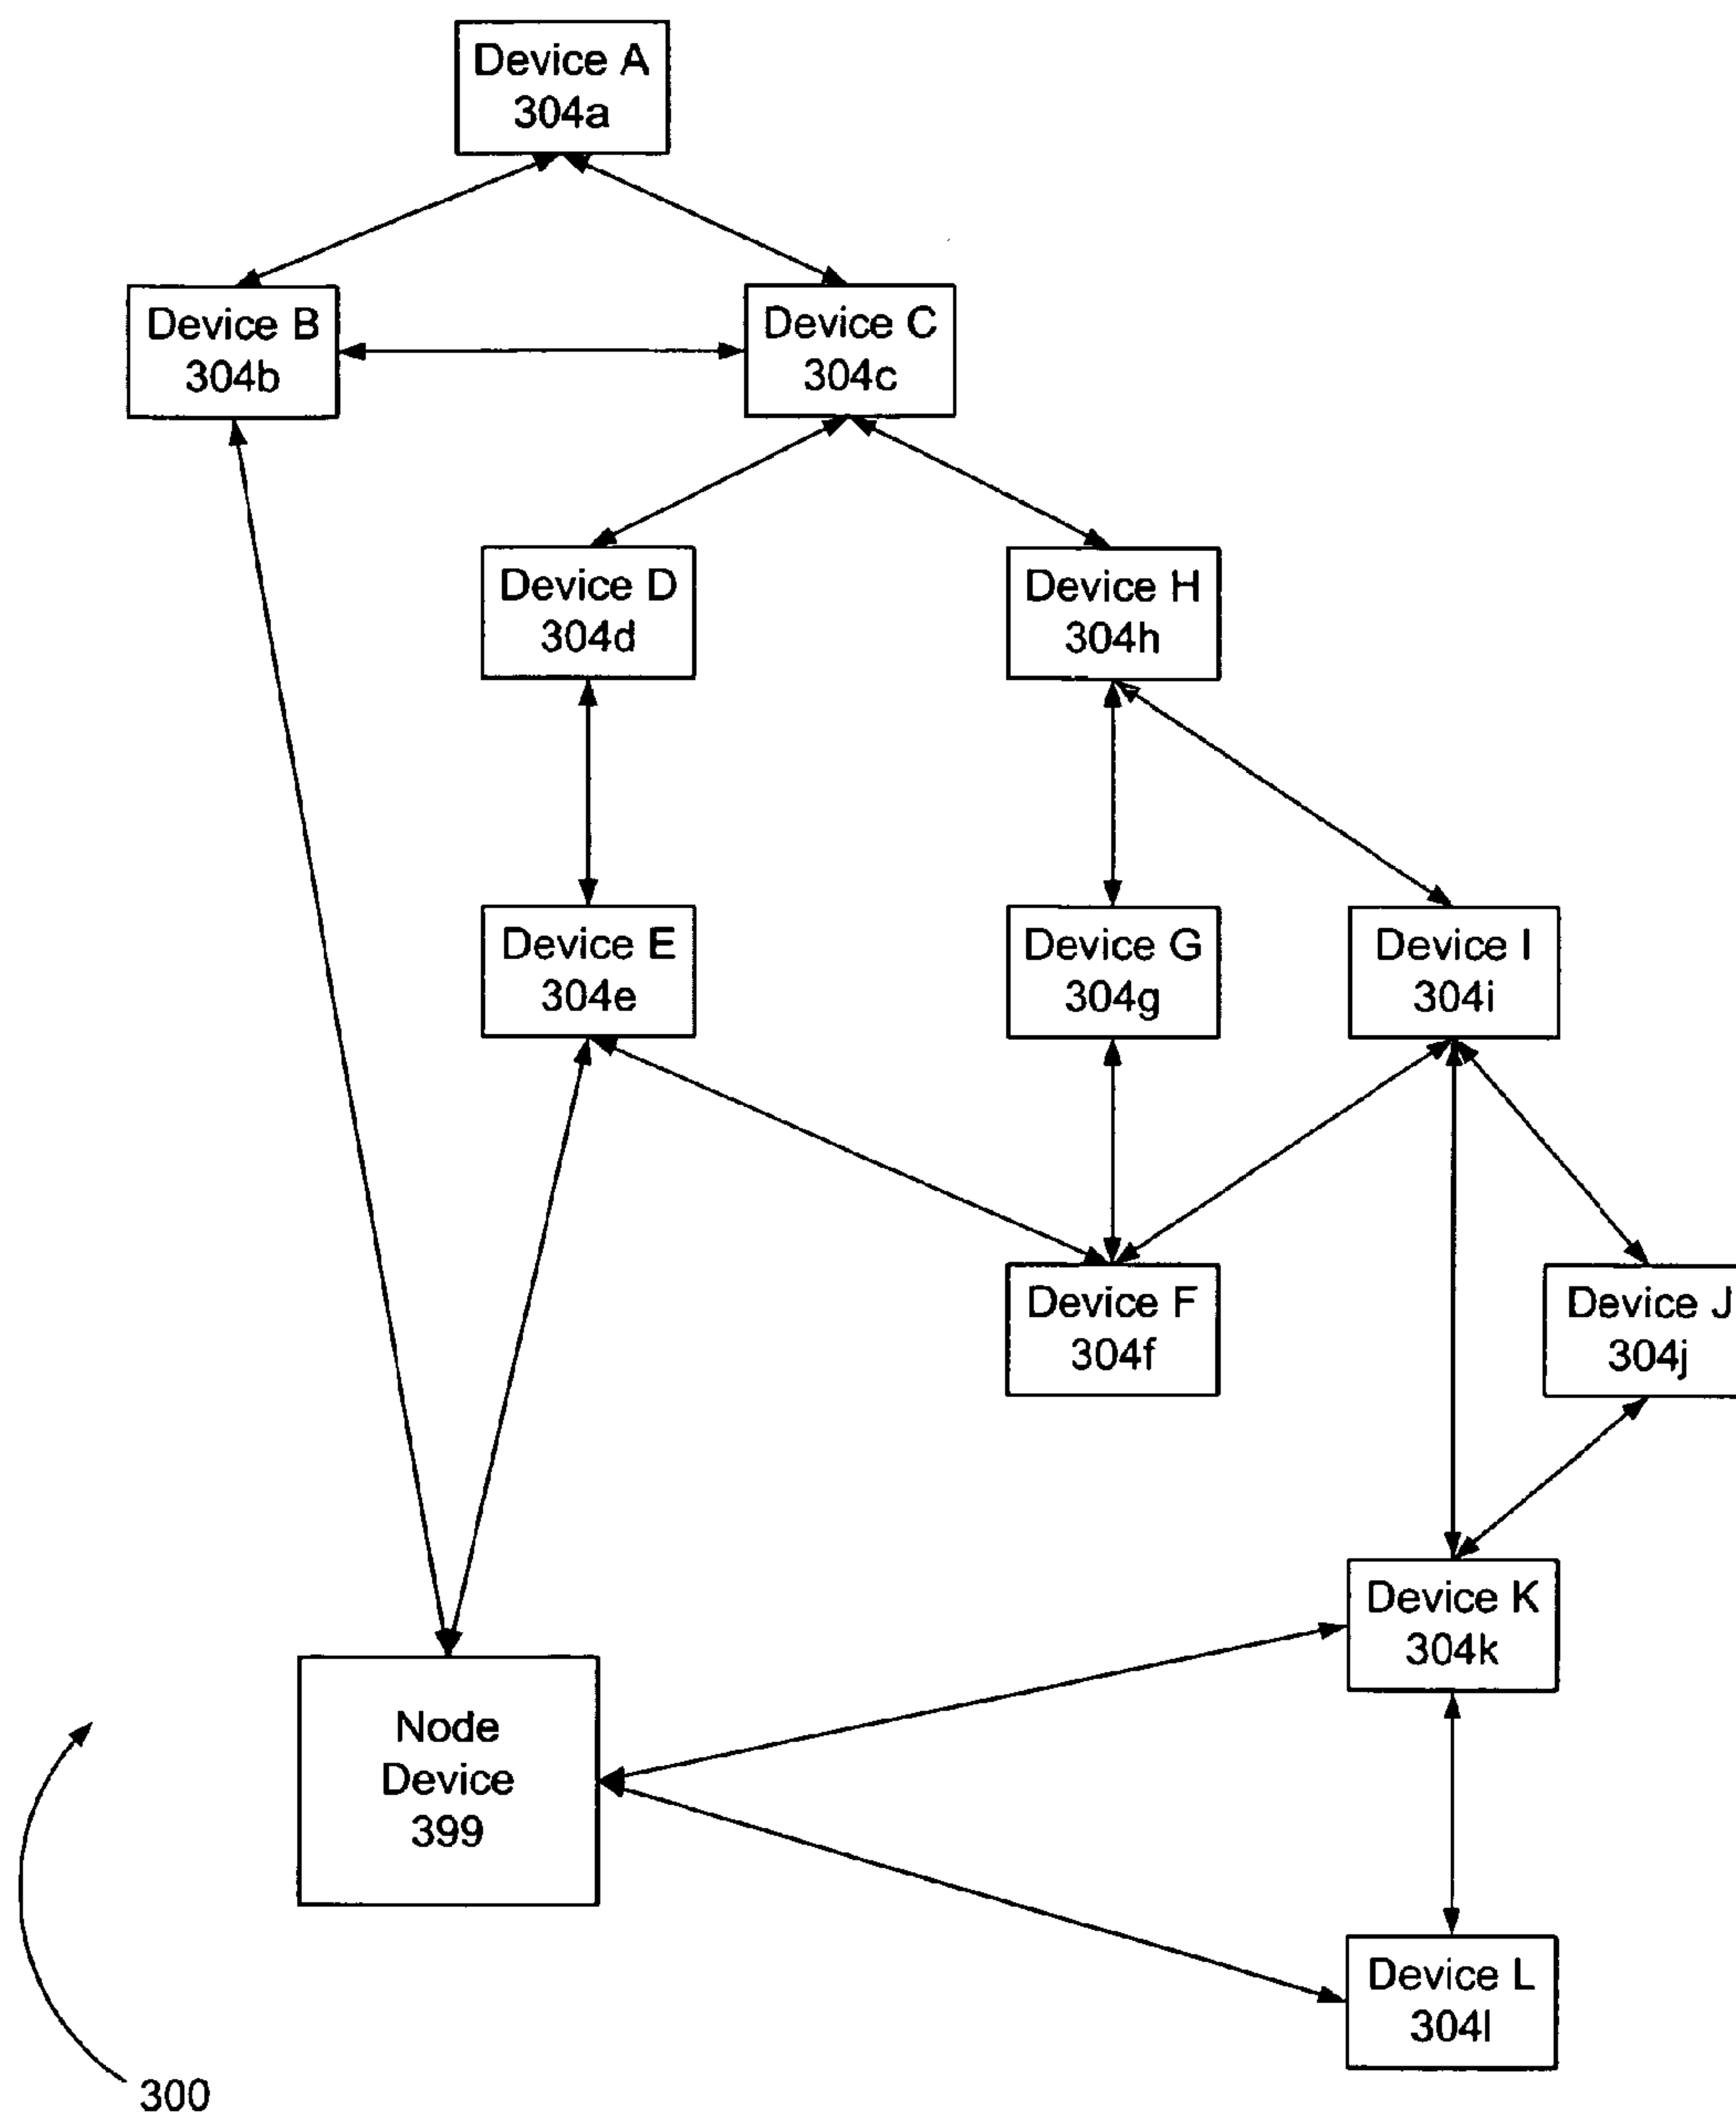 Device A
304a
Device B
304b
Device C
304c
Device D
304d
Device H
304h
Device E
304e
Device G
304g
Device I
304i
Device F
304f
Device J
304j
Device K
304k
Node
Device
399
Device L
304l
300